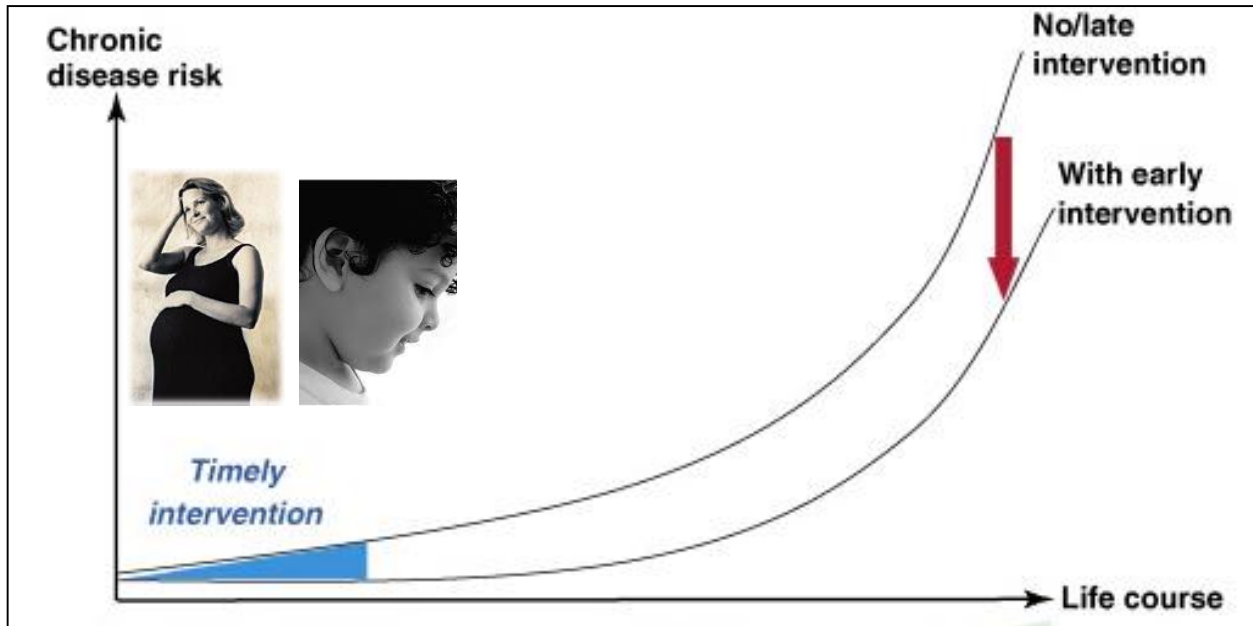 Chronic
disease risk
No/late
intervention
With early
intervention
Timely
intervention
Life course